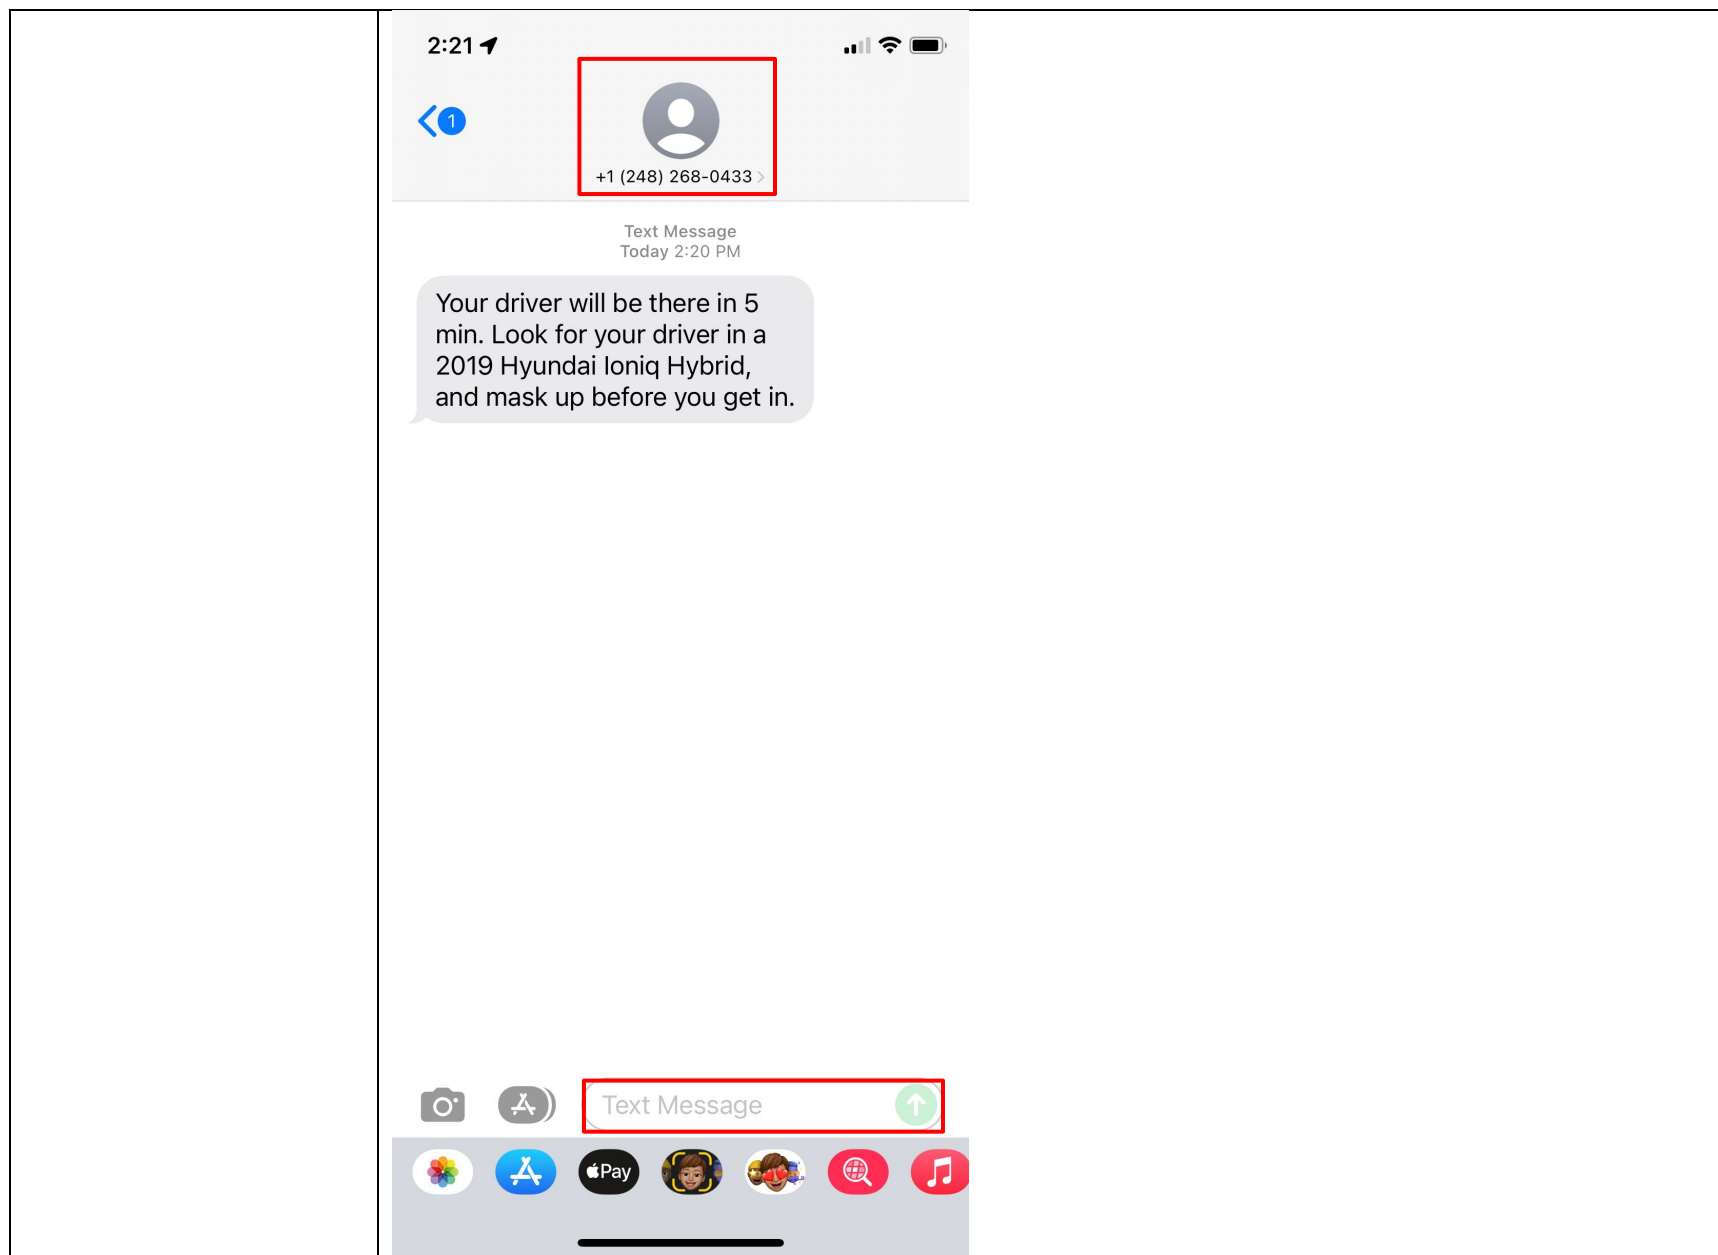 2:21
1
+1 (248) 268-0433
Text Message
Today 2:20 PM
Your driver will be there in 5
min. Look for your driver in a
2019 Hyundai Ioniq Hybrid,
and mask up before you get in.
Text Message
Pay